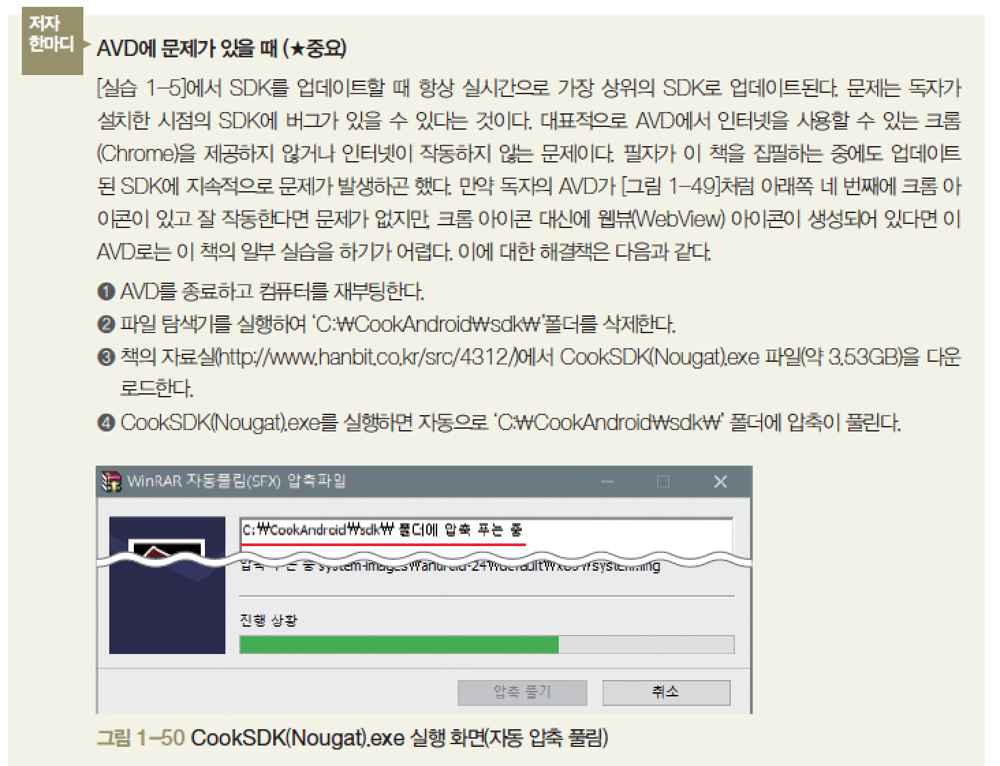 저자
한마디
AVD에 문제가 있을 때 (★중요)
[실습 1-5]에서 SDK를 업데이트할 때 항상 실시간으로 가장 상위의 SDK로 업데이트된다. 문제는 독자가
설치한 시점의 SDK에 버그가 있을 수 있다는 것이다. 대표적으로 AVD에서 인터넷을 사용할 수 있는 크롬
(Chrome)을 제공하지 않거나 인터넷이 작동하지 않는 문제이다. 필자가 이 책을 집필하는 중에도 업데이트
된 SDK에 지속적으로 문제가 발생하곤 했다. 만약 독자의 AVD가 [그림 1-49]처럼 아래쪽 네 번째에 크롬 아
이콘이 있고 잘 작동한다면 문제가 없지만, 크롬 아이콘 대신에 웹뷰(WebView) 아이콘이 생성되어 있다면 이
AVD로는 이 책의 일부 실습을 하기가 어렵다. 이에 대한 해결책은 다음과 같다.
❶ AVD를 종료하고 컴퓨터를 재부팅한다.
❷ 파일 탐색기를 실행하여 ‘C:₩CookAndroid₩sdk₩’폴더를 삭제한다.
❸ 책의 자료실(http://www.hanbit.co.kr/src/4312/)에서 CookSDK(Nougat).exe 파일(약 3.53GB)을 다운
로드한다.
❹ CookSDK(Nougat).exe를 실행하면 자동으로 ‘C:₩CookAndroid₩sdk₩’ 폴더에 압축이 풀린다.
WinRAR 자동풀림(SFX) 압축파일
C:₩CookAndroid₩sdk₩ 폴더에 압축 푸는 중
압축 푸는 중 system-images₩android-24₩default₩x86₩system.img
진행 상황
압축 풀기
취소
그림 1-50 CookSDK(Nougat).exe 실행 화면(자동 압축 풀림)